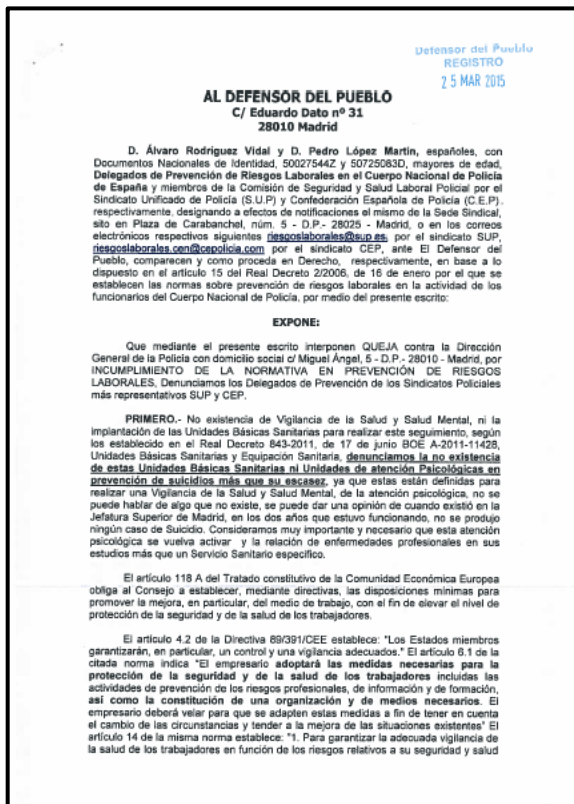 Defensor del Pueblo
REGISTRO
25 MAR 2015
AL DEFENSOR DEL PUEBLO
C/ Eduardo Dato nº 31
28010 Madrid
D. Álvaro Rodríguez Vidal y D. Pedro López Martin, españoles, con
Documentos Nacionales de Identidad, 50027544Z y 50725083D, mayores de edad,
Delegados de Prevención de Riesgos Laborales en el Cuerpo Nacional de Policía
de España y miembros de la Comisión de Seguridad y Salud Laboral Policial por el
Sindicato Unificado de Policía (S.U.P) y Confederación Española de Policía (C.E.P).
respectivamente, designando a efectos de notificaciones el mismo de la Sede Sindical,
sito en Plaza de Carabanchel, núm. 5 - D.P.- 28025 - Madrid, o en los correos
electrónicos respectivos siguientes riesgoslaborales@sup.es, por el sindicato SUP,
riesgoslaborales.cen@cepolicia.com por el sindicato CEP, ante El Defensor del
Pueblo, comparecen y como proceda en Derecho, respectivamente, en base a lo
dispuesto en el artículo 15 del Real Decreto 2/2006, de 16 de enero por el que se
establecen las normas sobre prevención de riesgos laborales en la actividad de los
funcionarios del Cuerpo Nacional de Policía, por medio del presente escrito:
EXPONE:
Que mediante el presente escrito interponen QUEJA contra la Dirección
General de la Policía con domicilio social c/ Miguel Ángel, 5 - D.P.- 28010 - Madrid, por
INCUMPLIMIENTO DE LA NORMATIVA EN PREVENCIÓN DE RIESGOS
LABORALES, Denunciamos los Delegados de Prevención de los Sindicatos Policiales
más representativos SUP y CEP.
PRIMERO.- No existencia de Vigilancia de la Salud y Salud Mental, ni la
implantación de las Unidades Básicas Sanitarias para realizar este seguimiento, según
los establecido en el Real Decreto 843-2011, de 17 de junio BOE A-2011-11428,
Unidades Básicas Sanitarias y Equipación Sanitaria, denunciamos la no existencia
de estas Unidades Básicas Sanitarias ni Unidades de atención Psicológicas en
prevención de suicidios más que su escasez, ya que estas están definidas para
realizar una Vigilancia de la Salud y Salud Mental, de la atención psicológica, no se
puede hablar de algo que no existe, se puede dar una opinión de cuando existió en la
Jefatura Superior de Madrid, en los dos años que estuvo funcionando, no se produjo
ningún caso de Suicidio. Consideramos muy importante y necesario que esta atención
psicológica se vuelva activar y la relación de enfermedades profesionales en sus
estudios más que un Servicio Sanitario especifico.
El artículo 118 A del Tratado constitutivo de la Comunidad Económica Europea
obliga al Consejo a establecer, mediante directivas, las disposiciones mínimas para
promover la mejora, en particular, del medio de trabajo, con el fin de elevar el nivel de
protección de la seguridad y de la salud de los trabajadores.
El artículo 4.2 de la Directiva 89/391/CEE establece: "Los Estados miembros
garantizarán, en particular, un control y una vigilancia adecuados." El artículo 6.1 de la
citada norma indica "El empresario adoptará las medidas necesarias para la
protección de la seguridad y de la salud de los trabajadores incluidas las
actividades de prevención de los riesgos profesionales, de información y de formación,
así como la constitución de una organización y de medios necesarios. El
empresario deberá velar para que se adapten estas medidas a fin de tener en cuenta
el cambio de las circunstancias y tender a la mejora de las situaciones existentes" El
artículo 14 de la misma norma establece: "1. Para garantizar la adecuada vigilancia de
la salud de los trabajadores en función de los riesgos relativos a su seguridad y salud